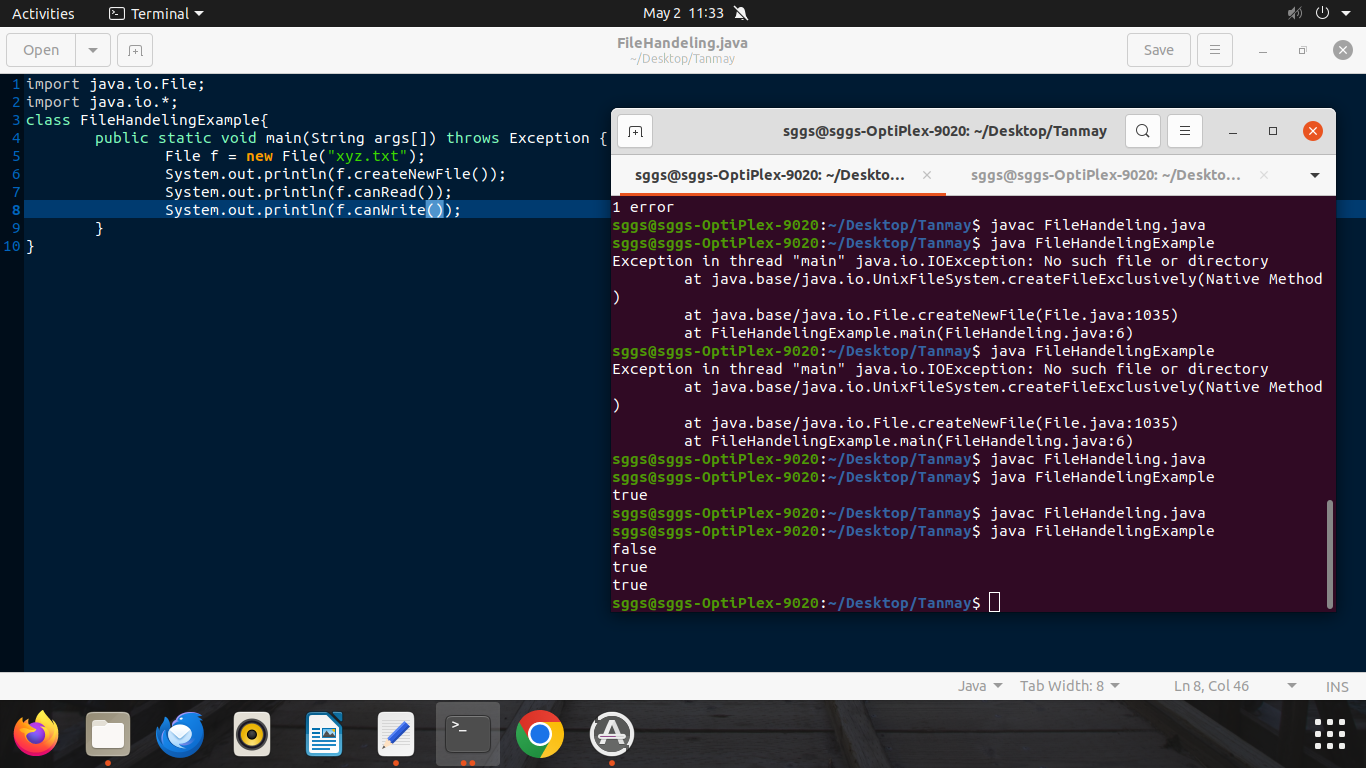 Activities Terminal May 2 11:33
Open FileHandeling.java Save
~/Desktop/Tanmay
1 import java.io.File;
2 import java.io.*;
3 class FileHandelingExample{
4 public static void main(String args[]) throws Exception {
5 File f = new File("xyz.txt");
6 System.out.println(f.createNewFile());
7 System.out.println(f.canRead());
8 System.out.println(f.canWrite());
9 }
10 }
sggs@sggs-OptiPlex-9020: ~/Desktop/Tanmay
sggs@sggs-OptiPlex-9020: ~/Deskto... sggs@sggs-OptiPlex-9020: ~/Deskto...
1 error
sggs@sggs-OptiPlex-9020:~/Desktop/Tanmay$ javac FileHandeling.java
sggs@sggs-OptiPlex-9020:~/Desktop/Tanmay$ java FileHandelingExample
Exception in thread "main" java.io.IOException: No such file or directory
at java.base/java.io.UnixFileSystem.createFileExclusively(Native Method
)
at java.base/java.io.File.createNewFile(File.java:1035)
at FileHandelingExample.main(FileHandeling.java:6)
sggs@sggs-OptiPlex-9020:~/Desktop/Tanmay$ java FileHandelingExample
Exception in thread "main" java.io.IOException: No such file or directory
at java.base/java.io.UnixFileSystem.createFileExclusively(Native Method
)
at java.base/java.io.File.createNewFile(File.java:1035)
at FileHandelingExample.main(FileHandeling.java:6)
sggs@sggs-OptiPlex-9020:~/Desktop/Tanmay$ javac FileHandeling.java
sggs@sggs-OptiPlex-9020:~/Desktop/Tanmay$ java FileHandelingExample
true
sggs@sggs-OptiPlex-9020:~/Desktop/Tanmay$ javac FileHandeling.java
sggs@sggs-OptiPlex-9020:~/Desktop/Tanmay$ java FileHandelingExample
false
true
true
sggs@sggs-OptiPlex-9020:~/Desktop/Tanmay$
Java Tab Width: 8 Ln 8, Col 46 INS